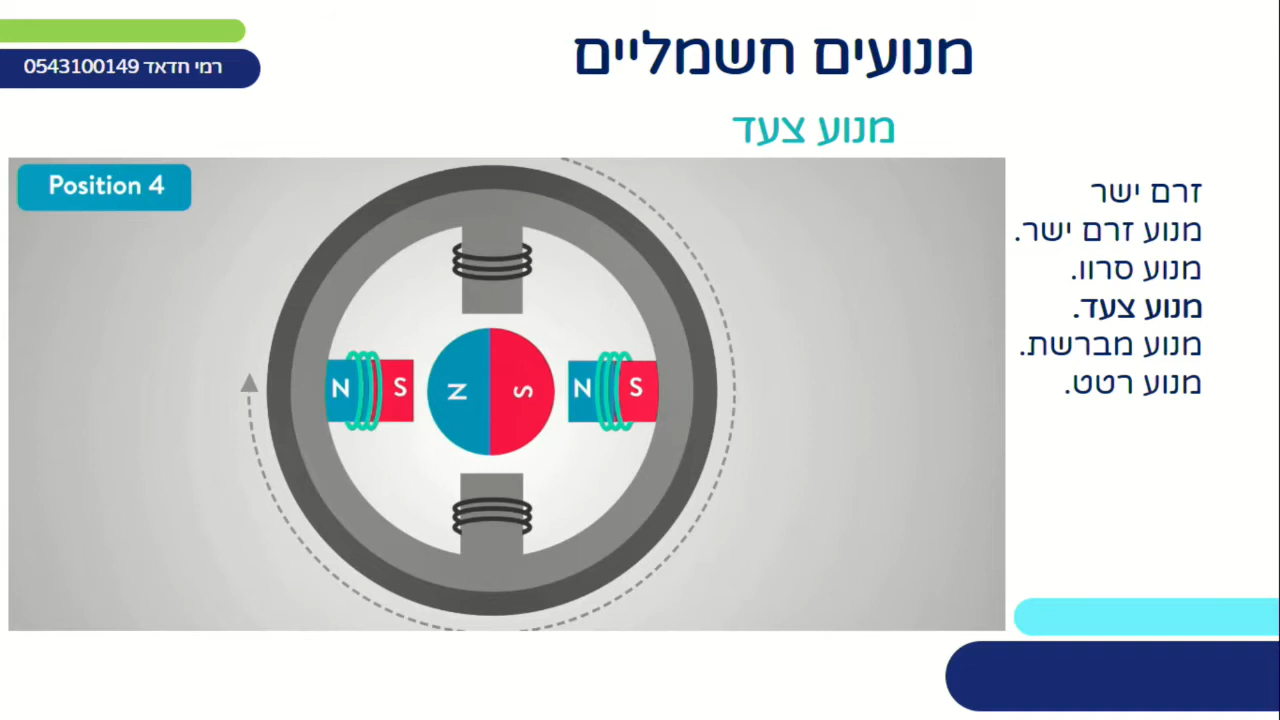 רמי חדאד 0543100149
מנועים חשמליים
מנוע צעד
Position 4
N S N S N S
זרם ישר
מנוע זרם ישר.
מנוע סרוו.
מנוע צעד.
מנוע מברשת.
מנוע רטט.